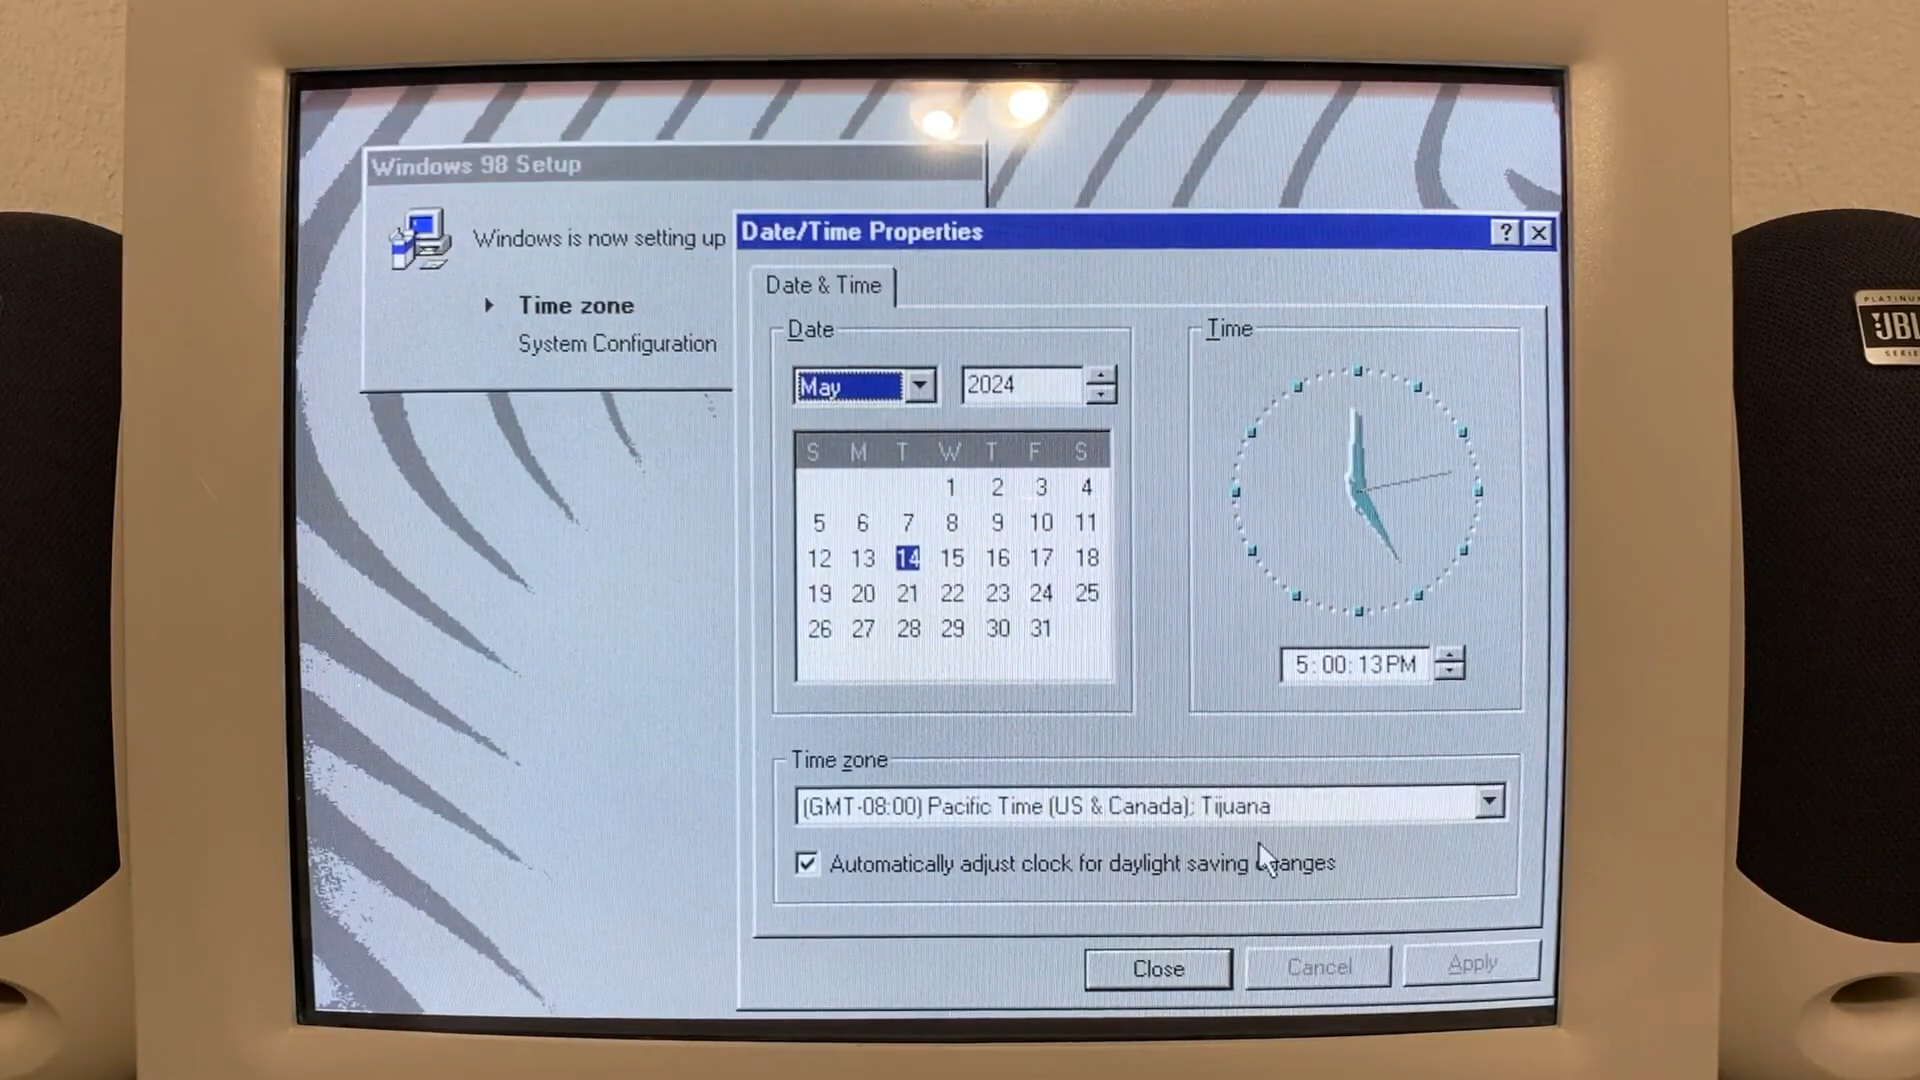 Windows 98 Setup
Windows is now setting up
Time zone
System Configuration
Date/Time Properties
?
Date & Time
Date
May
2024
S M T W T F S
1 2 3 4
5 6 7 8 9 10 11
12 13 14 15 16 17 18
19 20 21 22 23 24 25
26 27 28 29 30 31
Time
5:00:13PM
Time zone
(GMT-08:00) Pacific Time (US & Canada); Tijuana
Automatically adjust clock for daylight saving changes
Close
Cancel
Apply
JBL